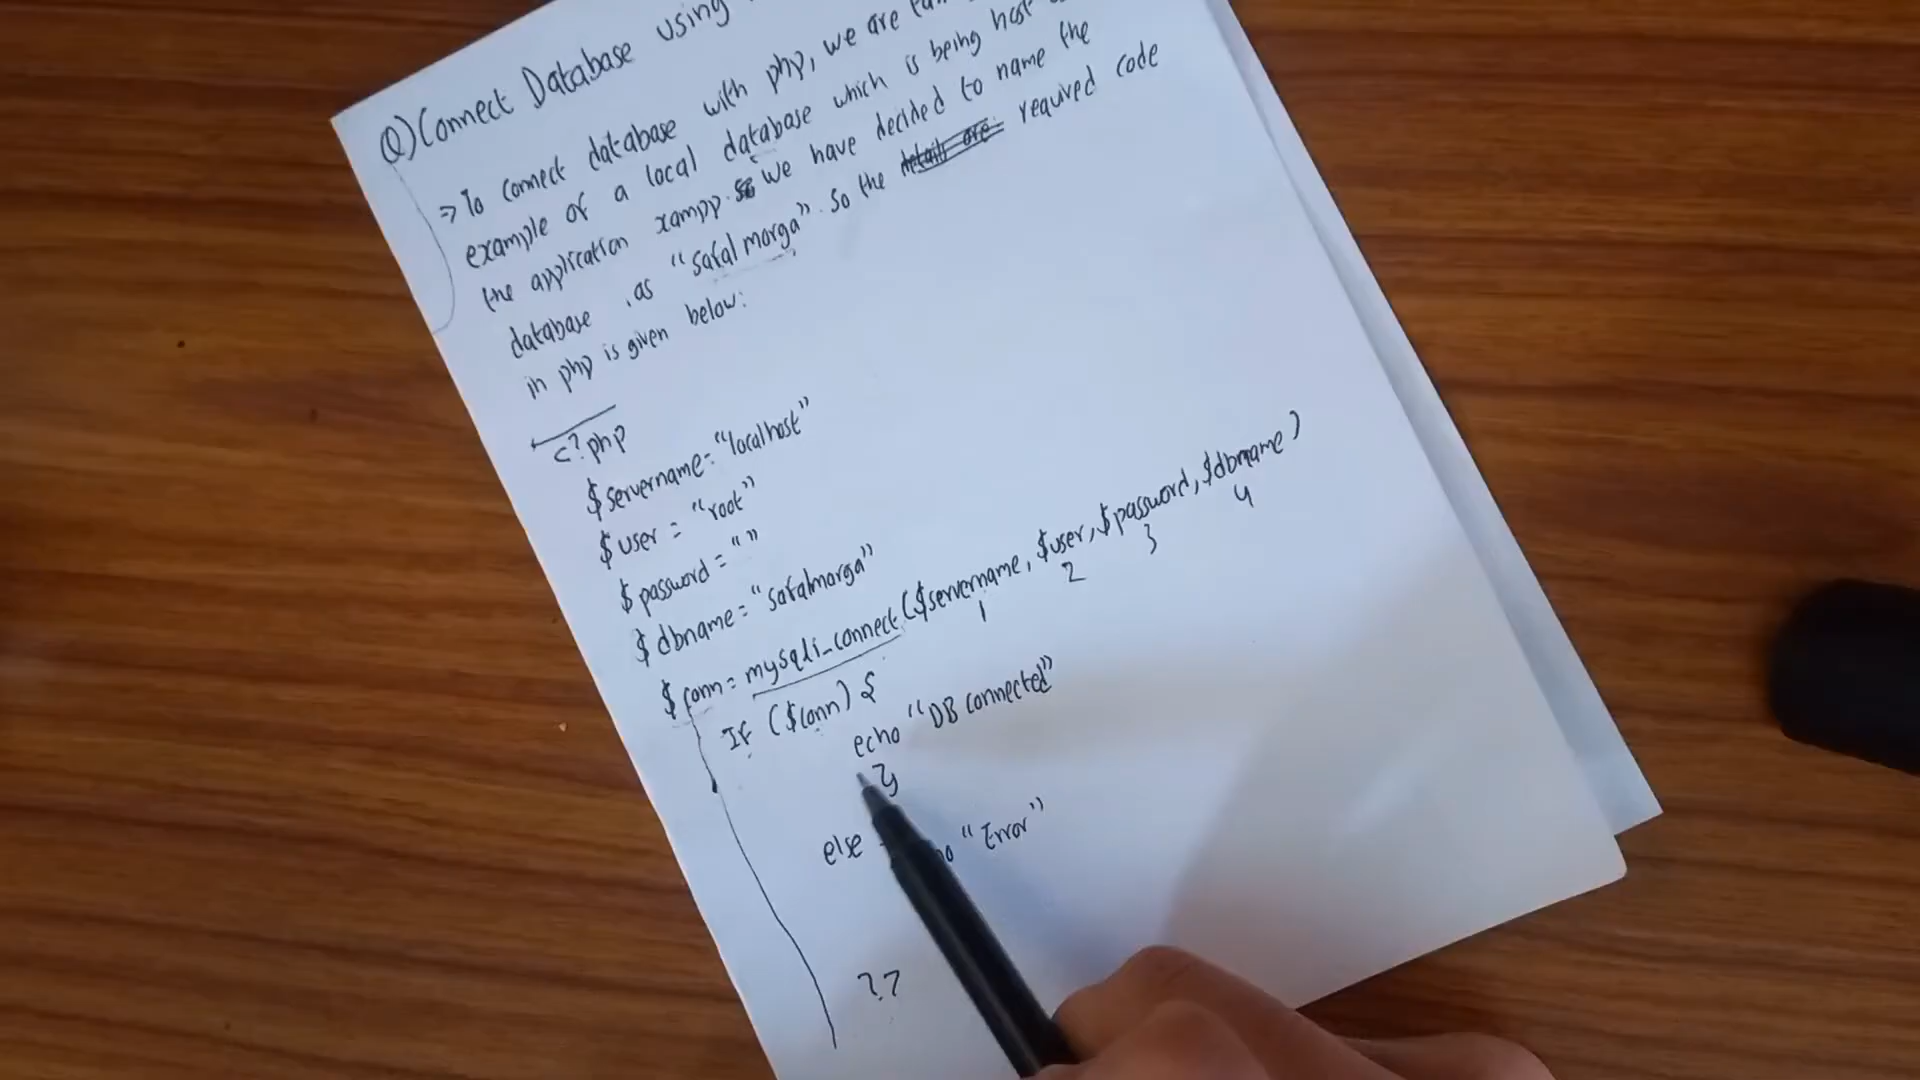 Q) Connect Database using
⇒ To connect database with php, we are
example of a local database which is being host
the application xampp. We have decided to name the
database as "safal morga". So the required code
in php is given below:
<?php
$servername = "localhost"
$user = "root"
$password = " "
$dbname = "safalmorga"
$conn = mysqli_connect($servername, $user, $password, $dbname)
1 2 3 4
If ($conn) {
echo "DB connected"
}
else "Error"
?>